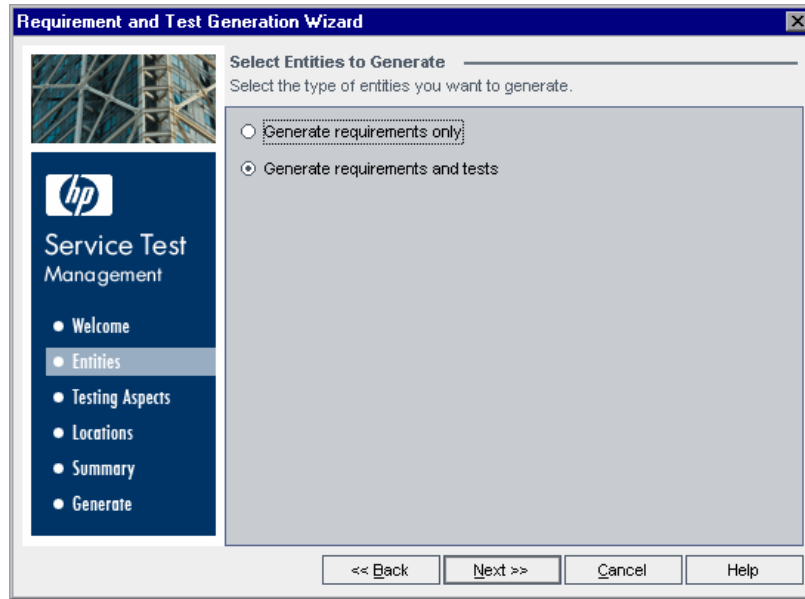 Requirement and Test Generation Wizard
Select Entities to Generate
Select the type of entities you want to generate.
Generate requirements only
Generate requirements and tests
hp
Service Test
Management
Welcome
Entities
Testing Aspects
Locations
Summary
Generate
<< Back
Next >>
Cancel
Help